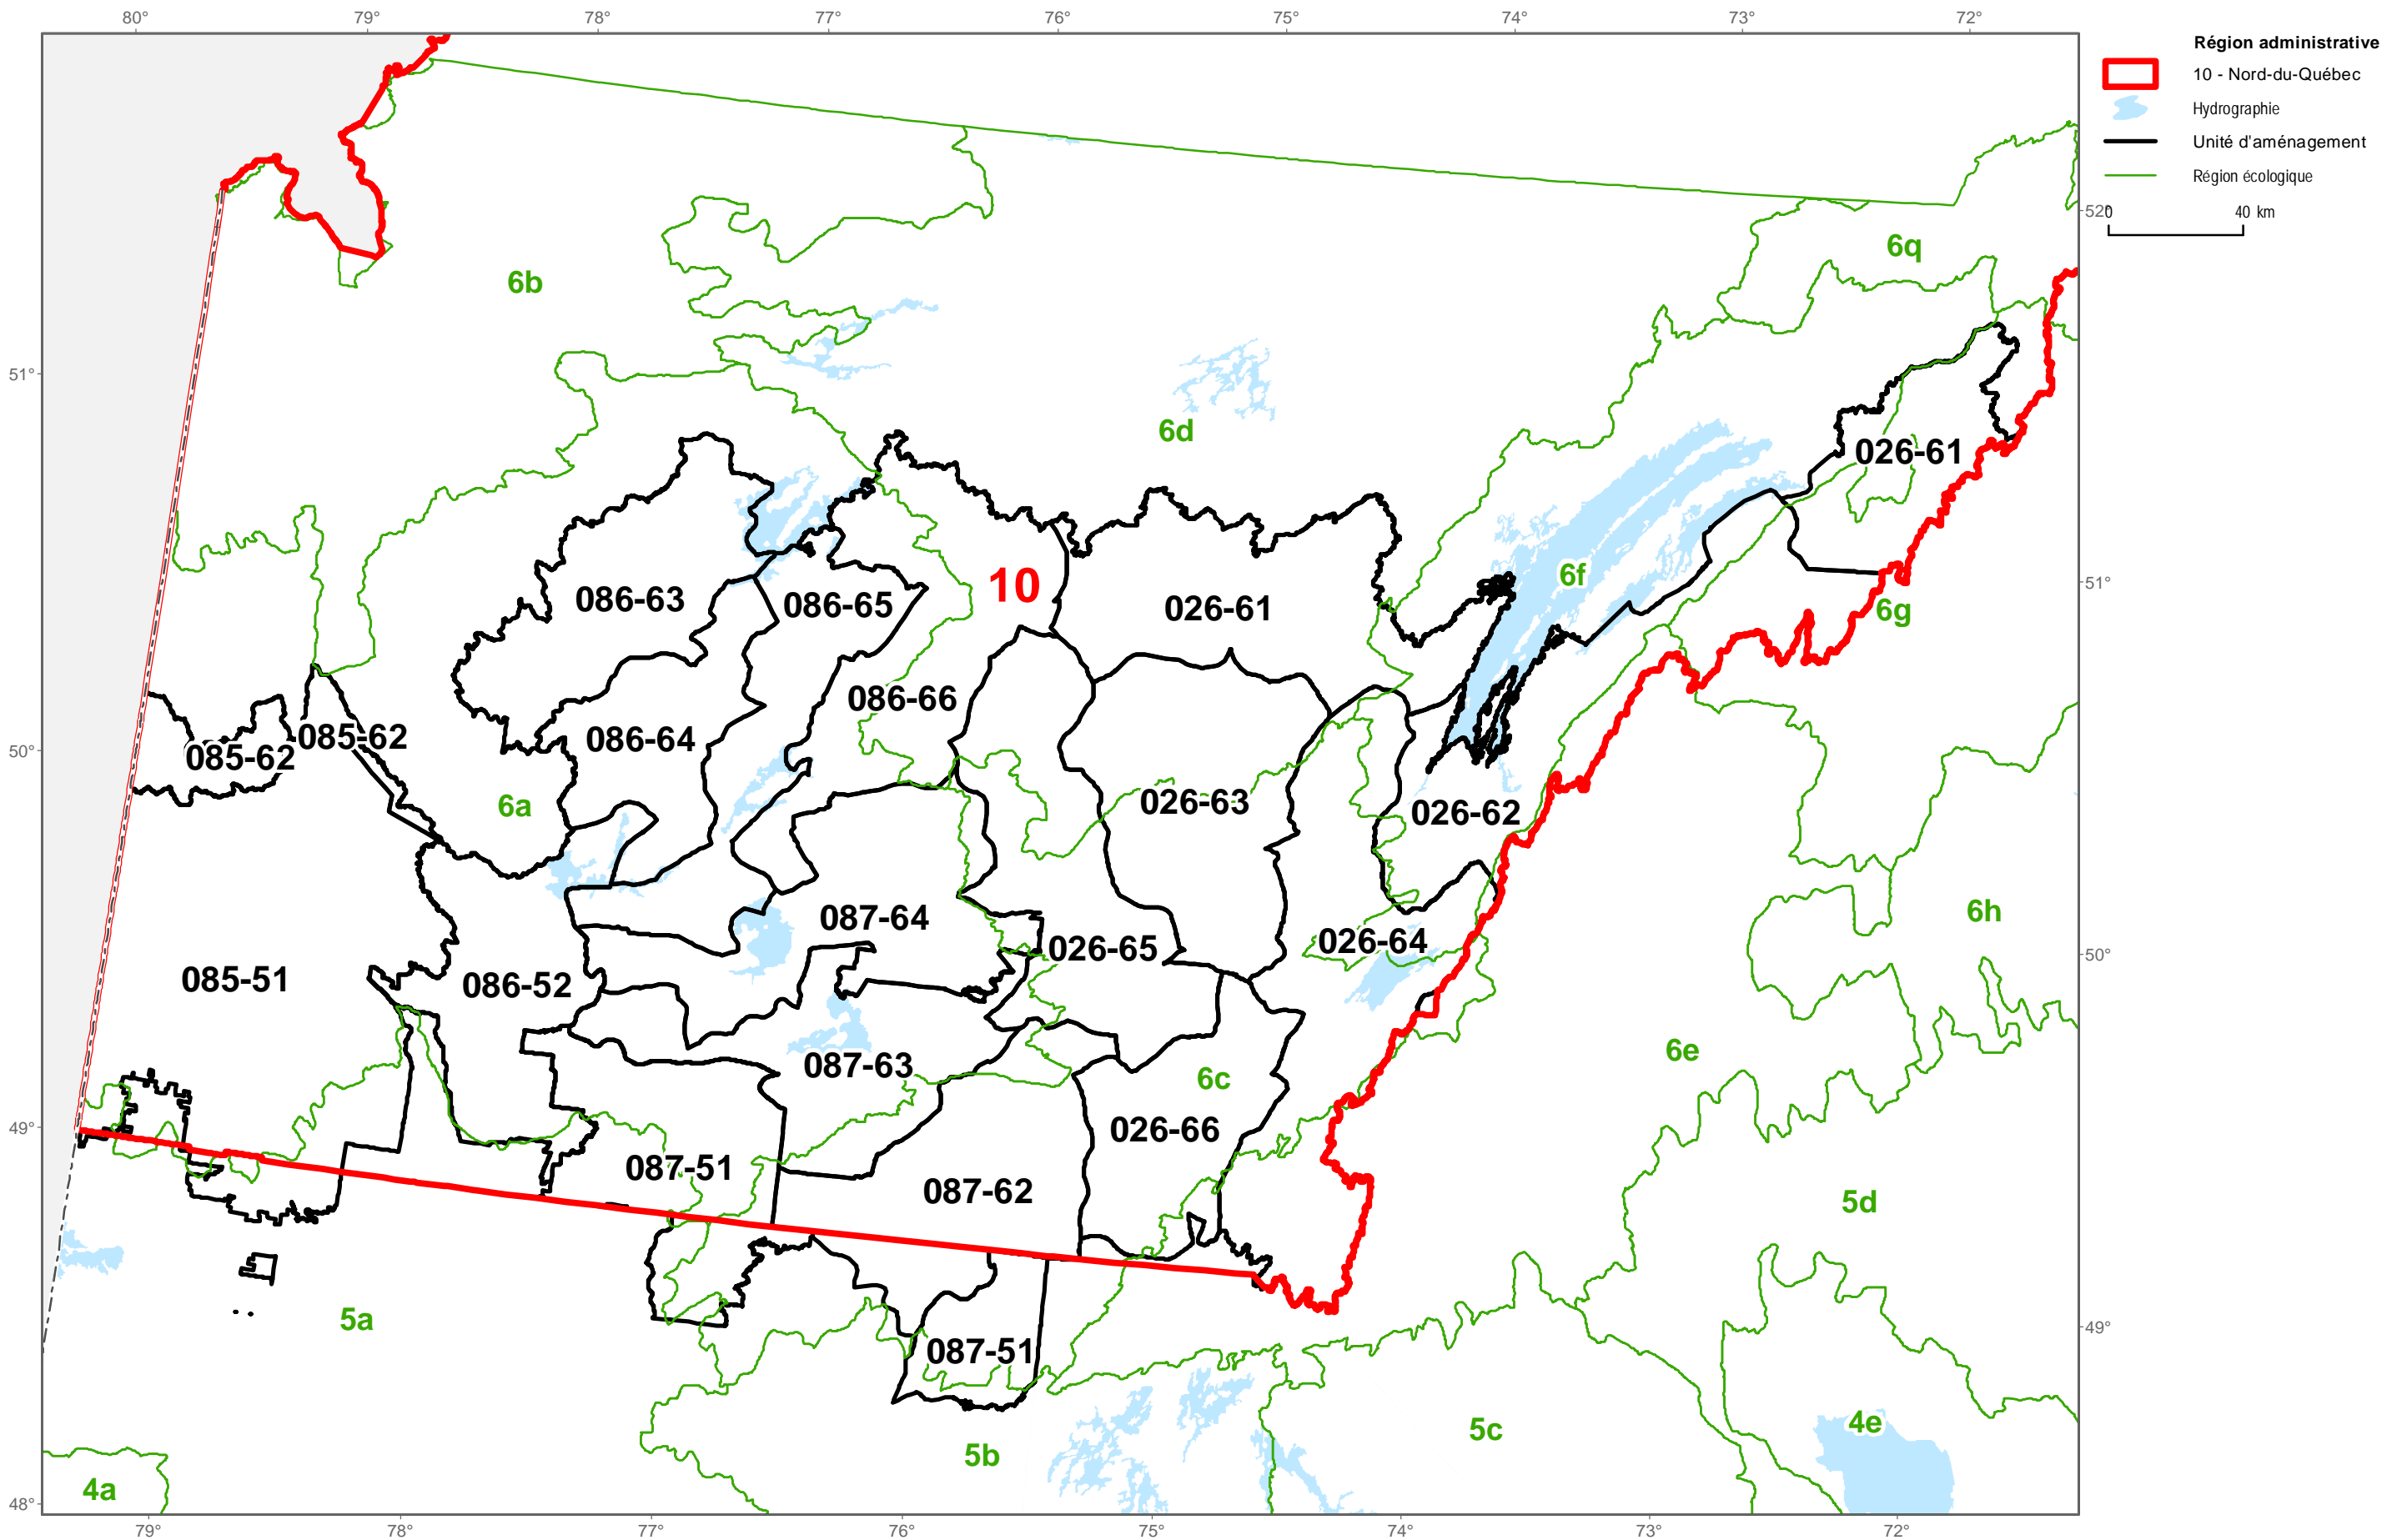 80° 79° 78° 77° 76° 75° 74° 73° 72°
Région administrative
10 - Nord-du-Québec
Hydrographie
Unité d'aménagement
Région écologique
0 40 km
52°
6q
6b
51°
6d
026-61
10
6f
51°
086-63
086-65
026-61
6g
086-66
085-62
086-64
085-62
50°
6a
026-63
026-62
087-64
6h
026-64
026-65
50°
085-51
086-52
6e
087-63
6c
49°
026-66
087-51
087-62
5d
5a
49°
087-51
4e
5c
5b
4a
48°
79° 78° 77° 76° 75° 74° 73° 72°